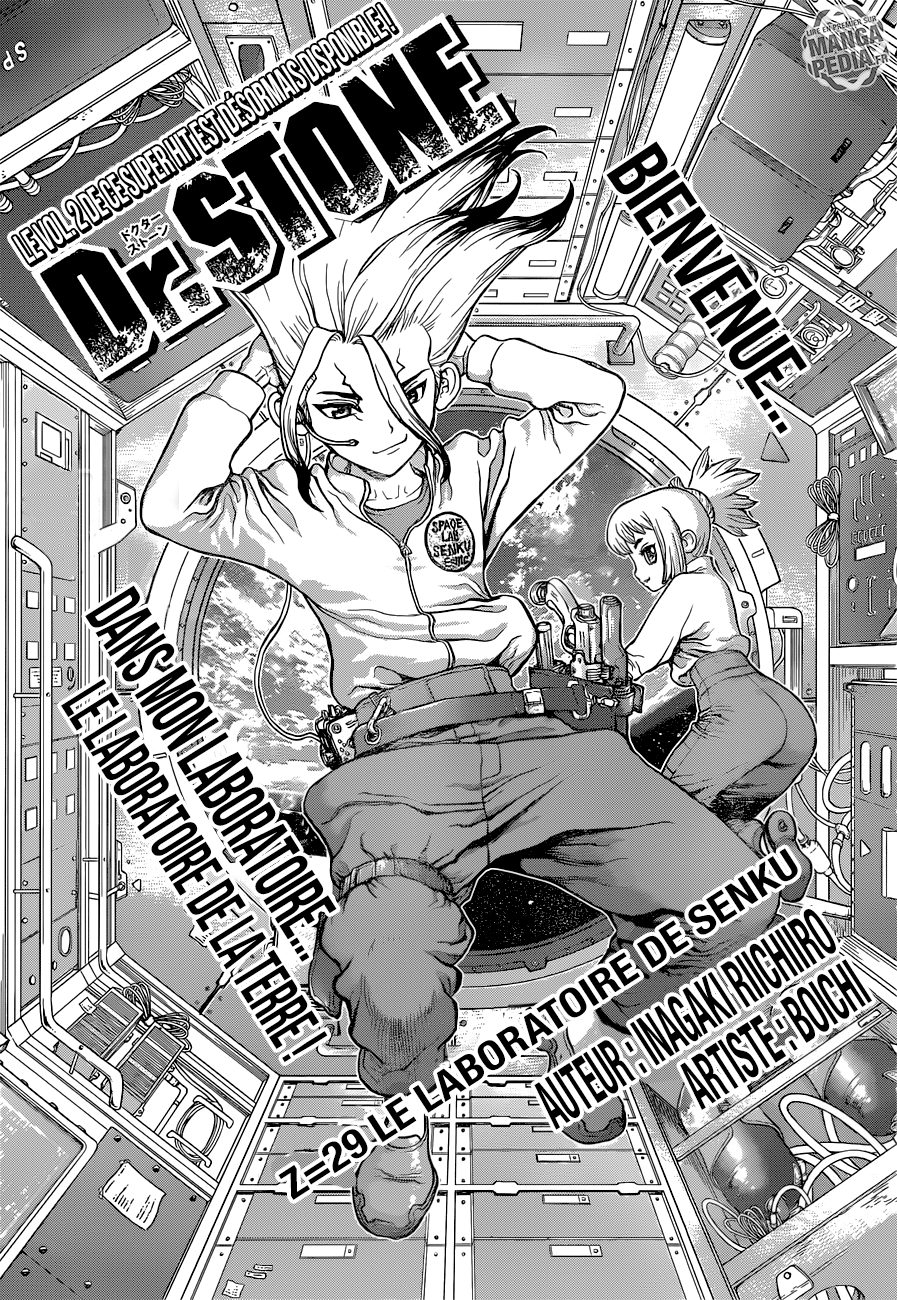 SP
LIRE EN PREMIER SUR
MANGA
PEDIA.FR
LE VOL. 2 DE CE SUPER HIT EST DÉSORMAIS DISPONIBLE !
ドクター
ストーン
Dr.STONE
BIENVENUE...
SPACE
LAB
SENKU
DANS MON LABORATOIRE...
LE LABORATOIRE DE LA TERRE !
Z=29 LE LABORATOIRE DE SENKU
AUTEUR : INAGAKI RIICHIRO
ARTISTE : BOICHI